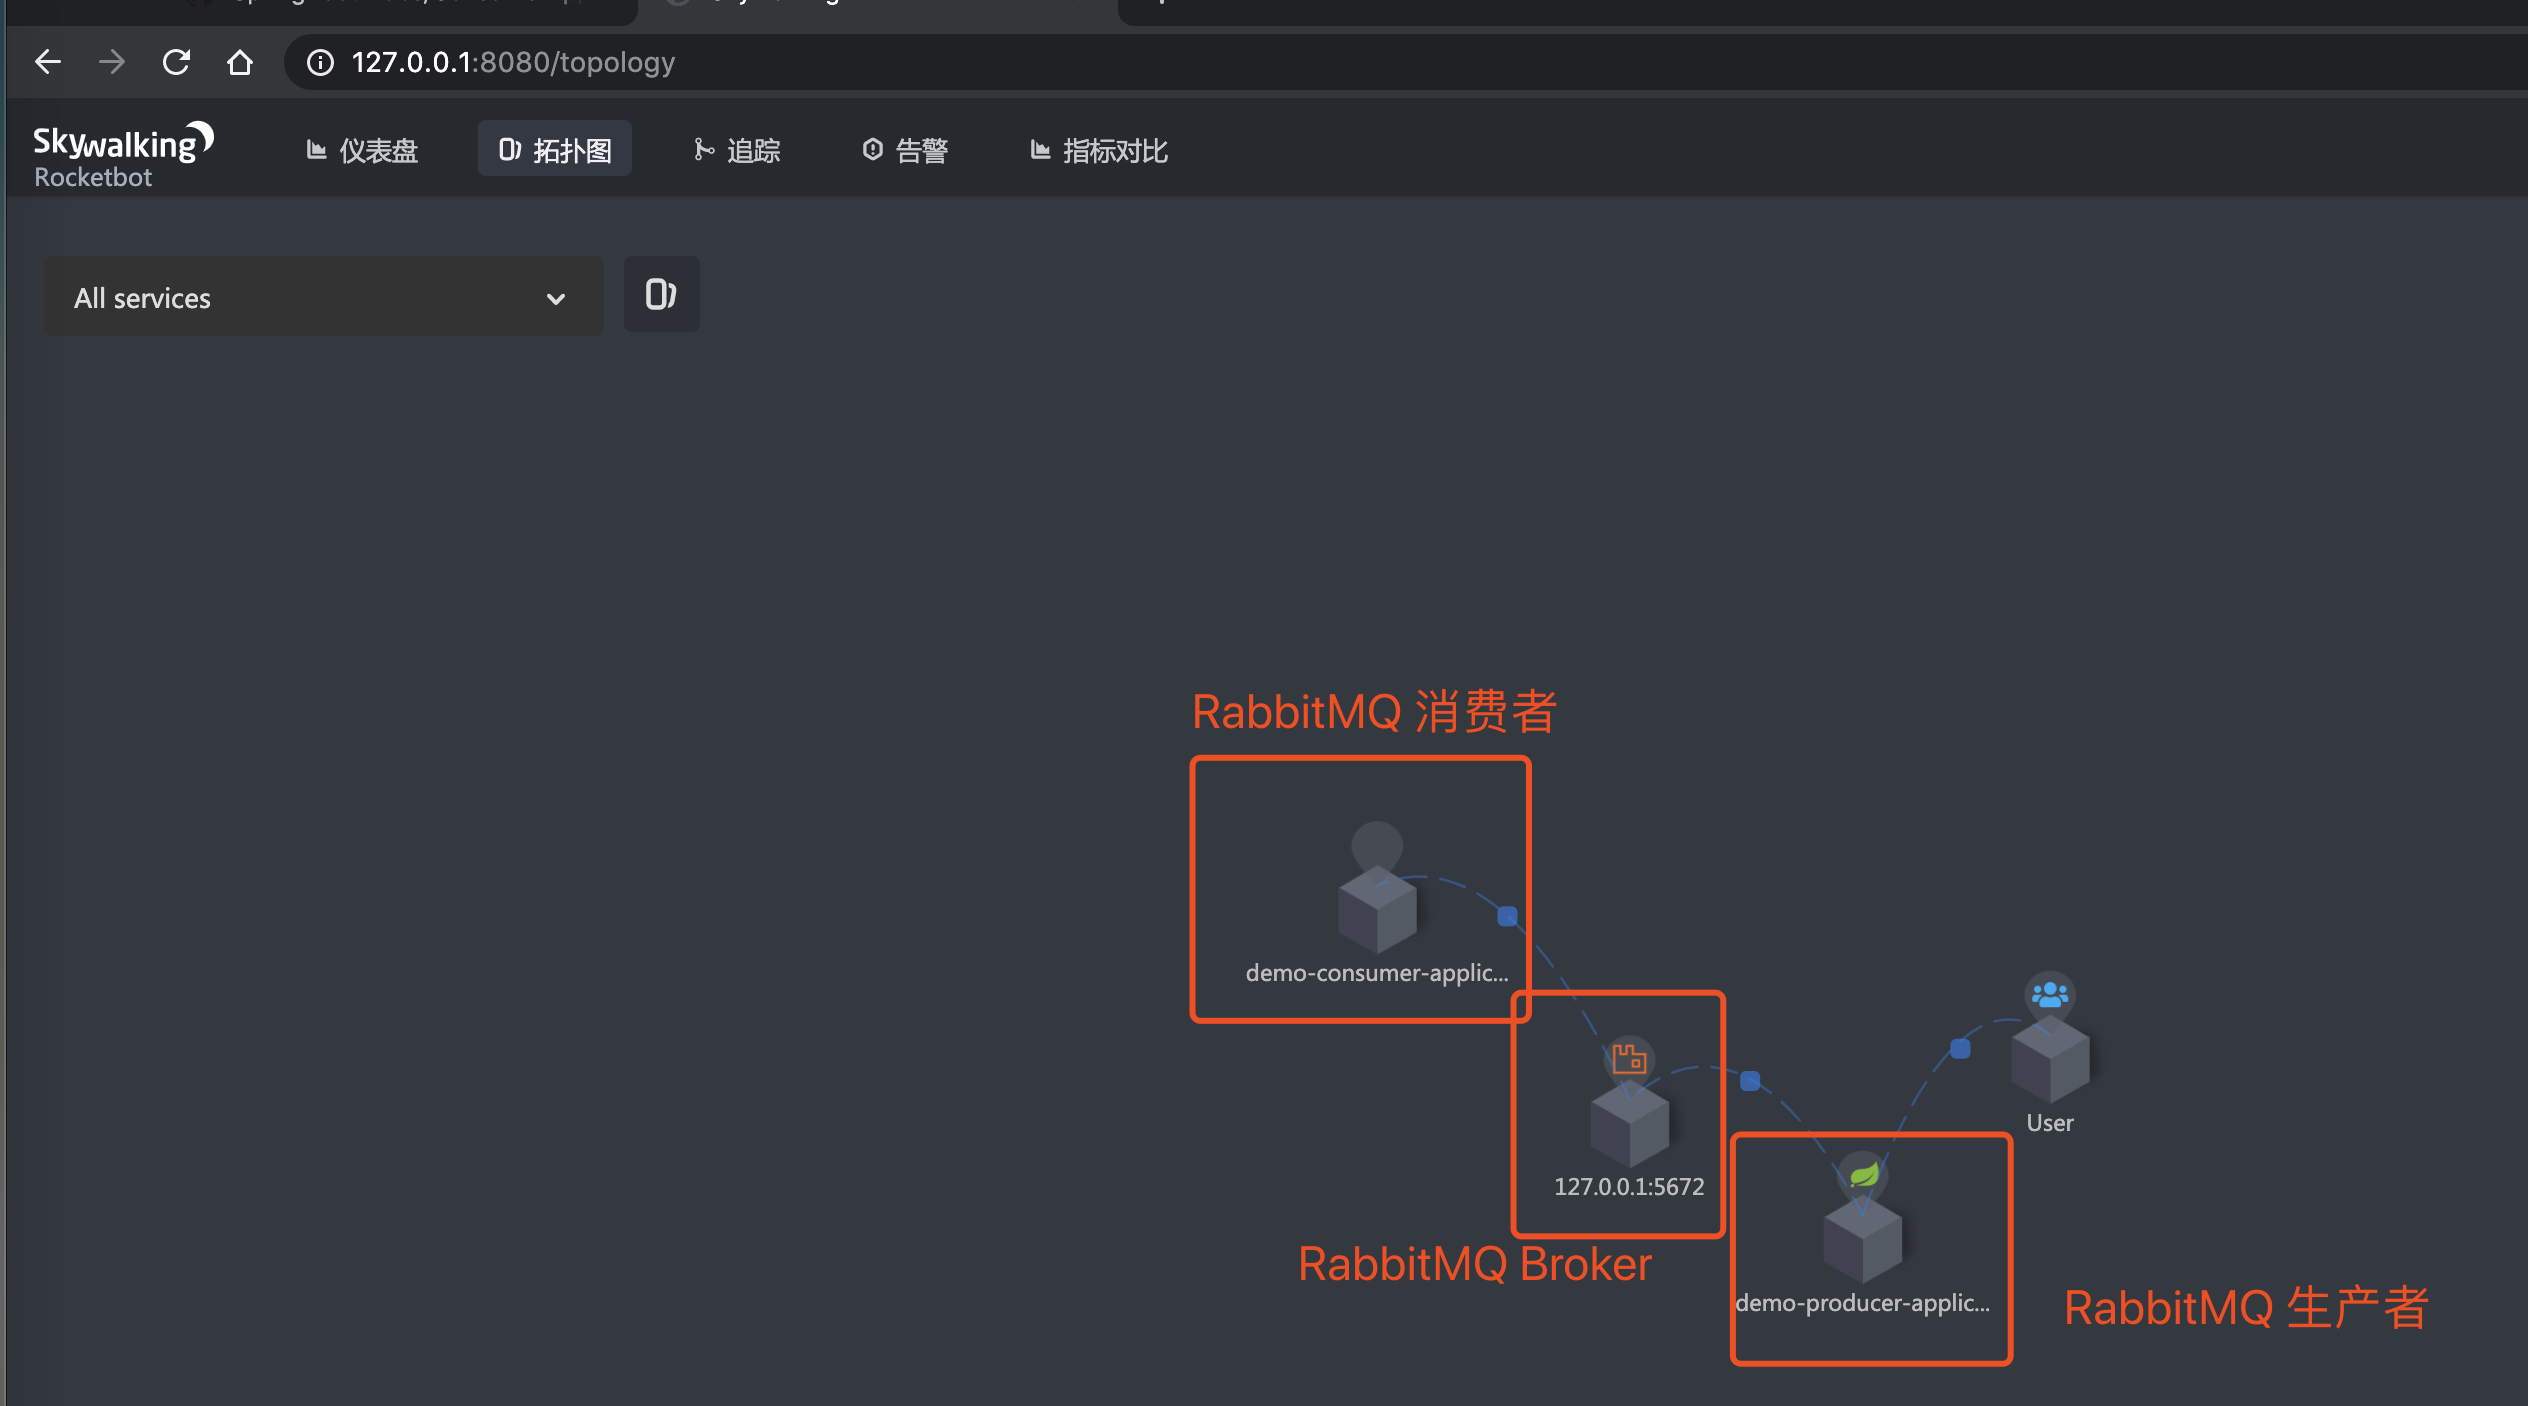 127.0.0.1:8080/topology
Skywalking
Rocketbot
仪表盘
拓扑图
追踪
告警
指标对比
All services
RabbitMQ 消费者
demo-consumer-applic...
127.0.0.1:5672
User
RabbitMQ Broker
demo-producer-applic...
RabbitMQ 生产者